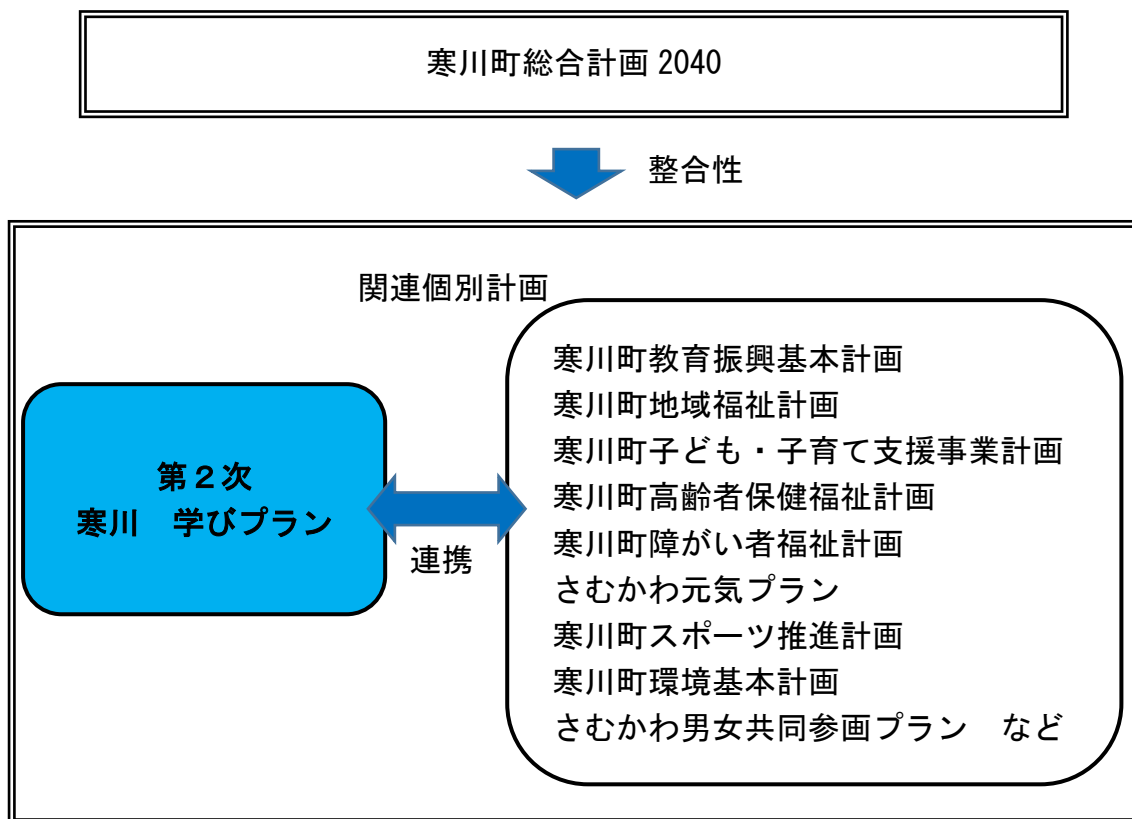 寒川町総合計画 2040
整合性
関連個別計画
第２次
寒川　学びプラン
連携
寒川町教育振興基本計画
寒川町地域福祉計画
寒川町子ども・子育て支援事業計画
寒川町高齢者保健福祉計画
寒川町障がい者福祉計画
さむかわ元気プラン
寒川町スポーツ推進計画
寒川町環境基本計画
さむかわ男女共同参画プラン　など